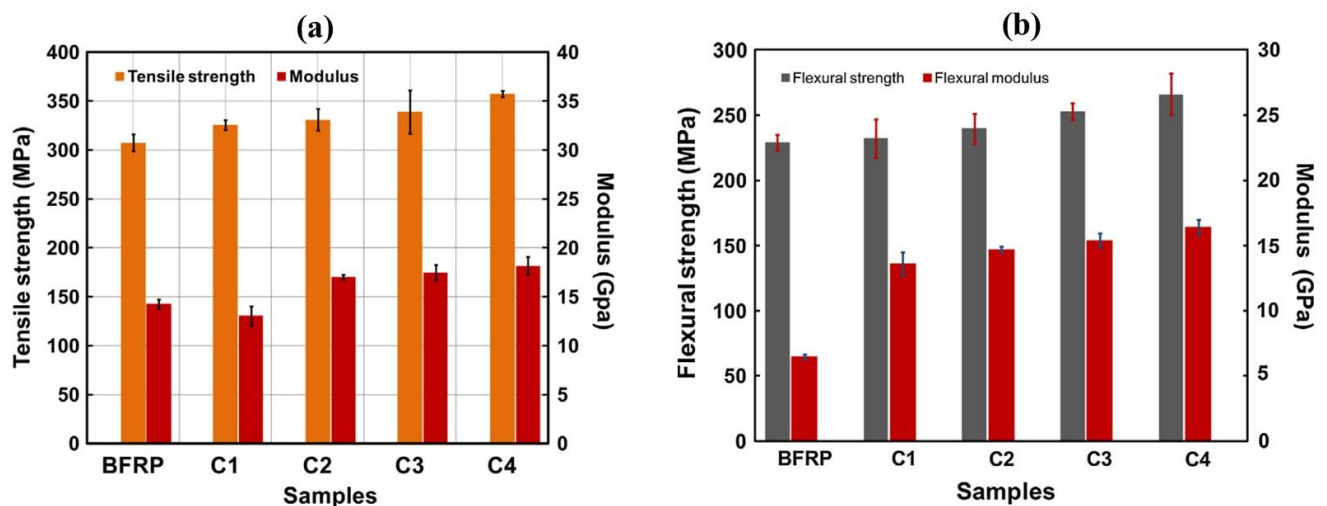 (a)
400
350
300
250
200
150
100
50
0
Tensile strength (MPa)
Tensile strength
Modulus
40
35
30
25
20
15
10
5
0
Modulus (Gpa)
BFRP C1 C2 C3 C4
Samples
(b)
300
250
200
150
100
50
0
Flexural strength (MPa)
Flexural strength
Flexural modulus
30
25
20
15
10
5
0
Modulus (GPa)
BFRP C1 C2 C3 C4
Samples